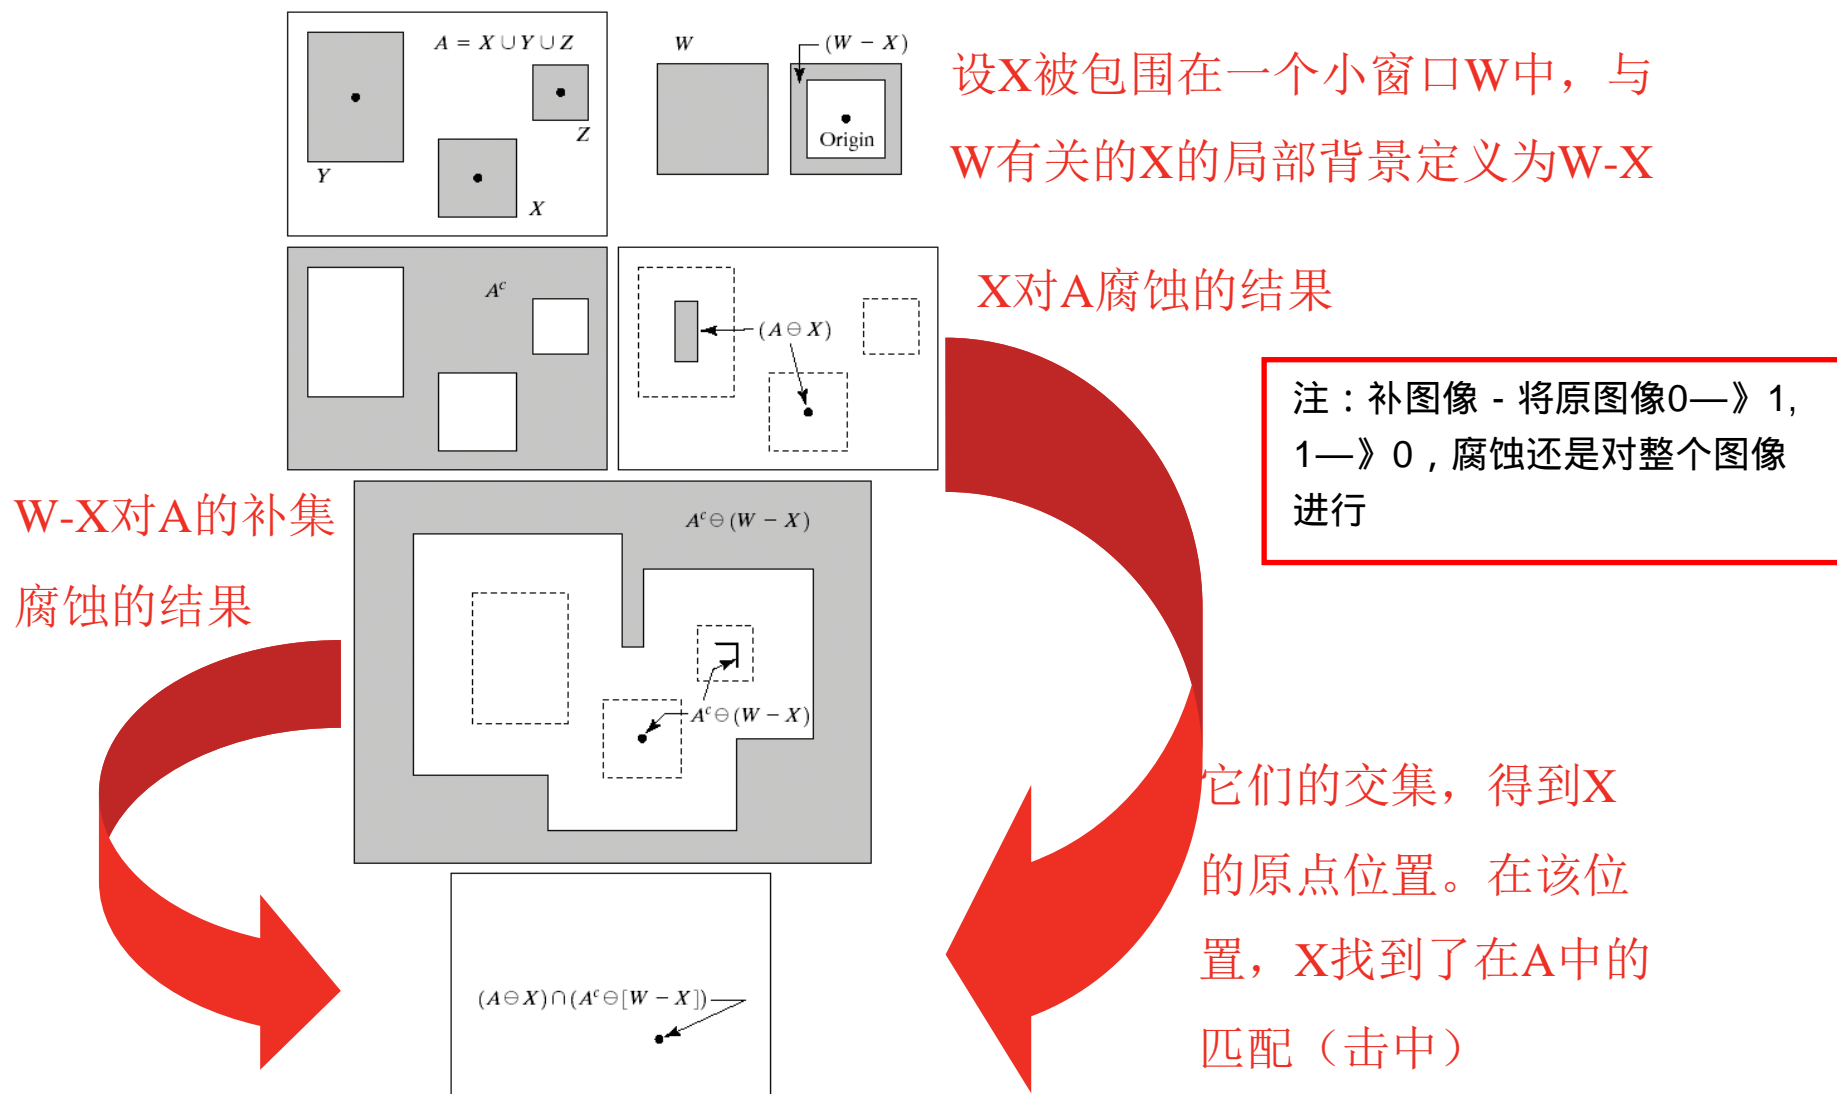 A = X ∪ Y ∪ Z
Y
X
Z
W
(W − X)
Origin
设X被包围在一个小窗口W中，与
W有关的X的局部背景定义为W-X
Aᶜ
(A ⊖ X)
X对A腐蚀的结果
注：补图像 - 将原图像0—》1,
1—》0，腐蚀还是对整个图像
进行
W-X对A的补集
腐蚀的结果
Aᶜ ⊖ (W − X)
Aᶜ ⊖ (W − X)
它们的交集，得到X
的原点位置。在该位
置，X找到了在A中的
匹配（击中）
(A ⊖ X) ∩ (Aᶜ ⊖ [W − X])